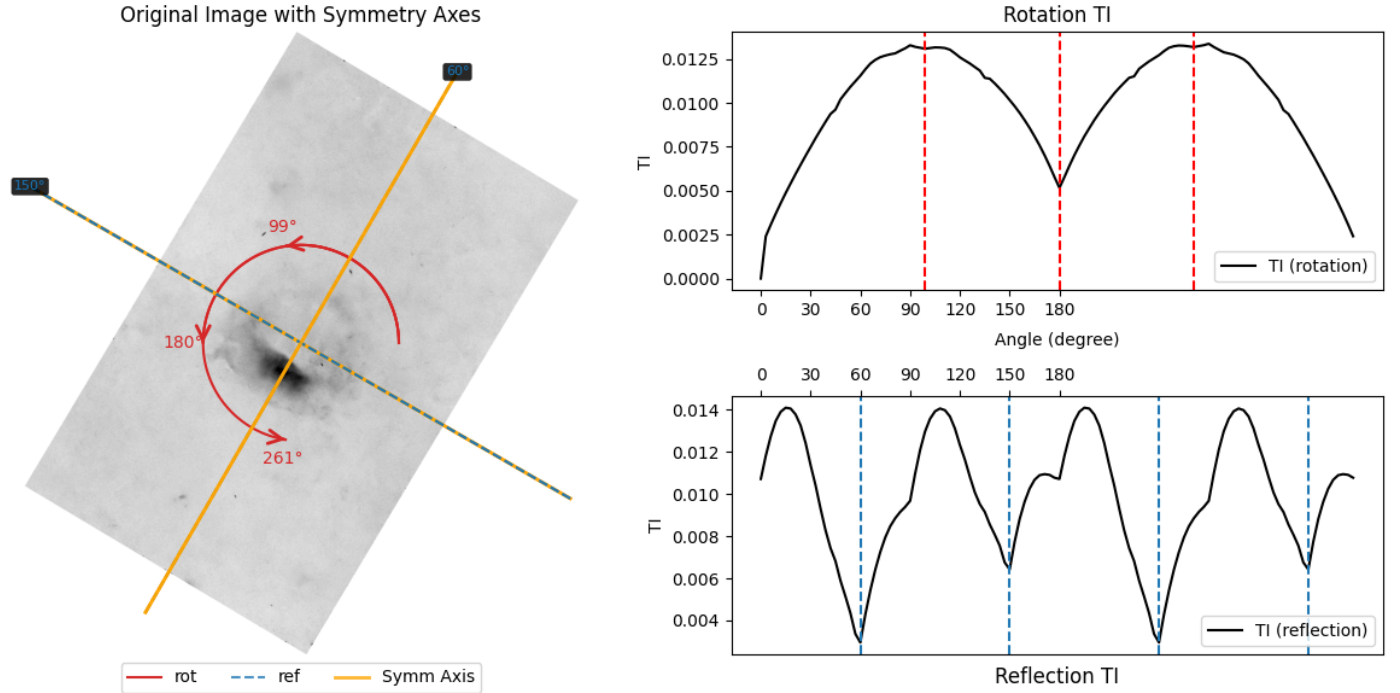 Original Image with Symmetry Axes
60°
150°
99°
180°
261°
rot
ref
Symm Axis
Rotation TI
TI
0.0125
0.0100
0.0075
0.0050
0.0025
0.0000
TI (rotation)
0 30 60 90 120 150 180
Angle (degree)
0 30 60 90 120 150 180
TI
0.014
0.012
0.010
0.008
0.006
0.004
TI (reflection)
Reflection TI